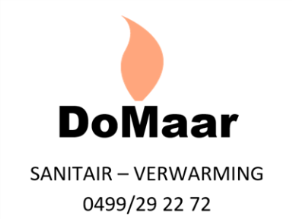 DoMaar
SANITAIR – VERWARMING
0499/29 22 72